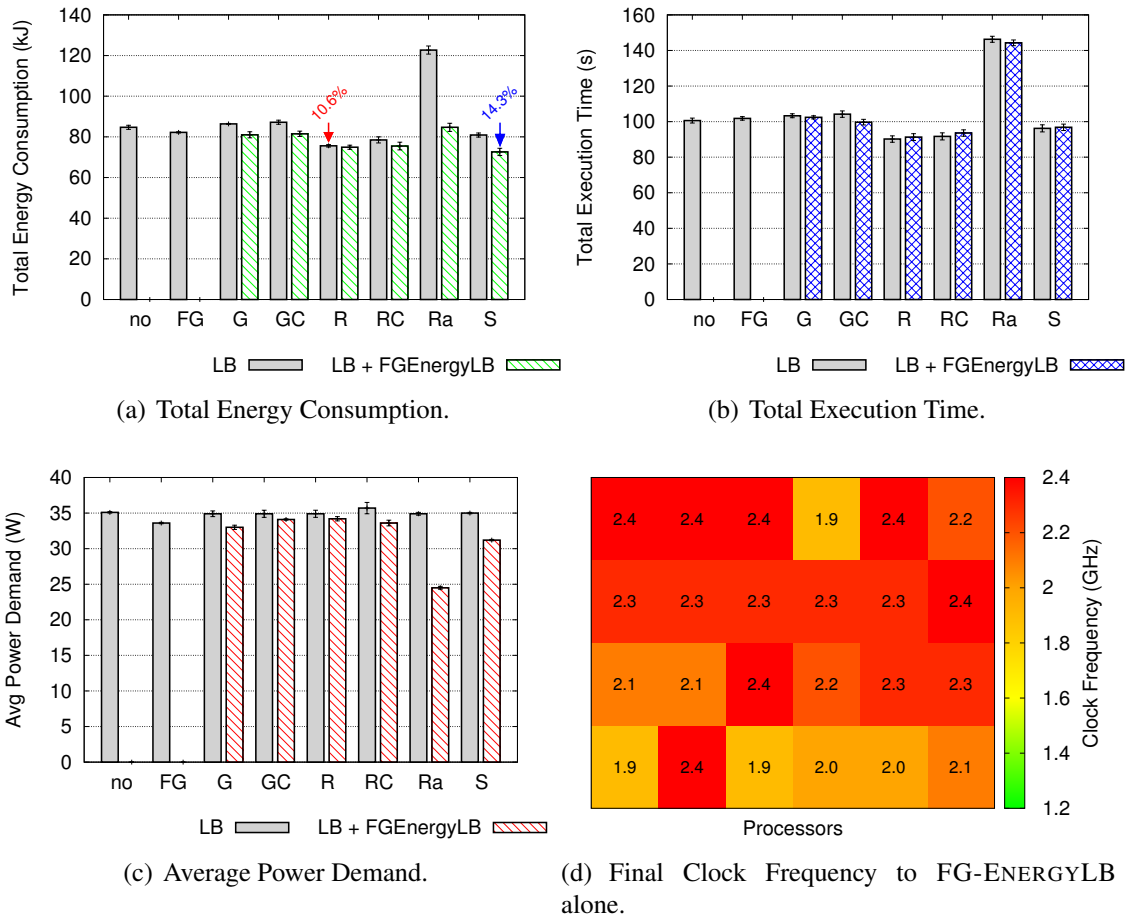 140
120
100
80
60
40
20
0
Total Energy Consumption (kJ)
10.6%
14.3%
no FG G GC R RC Ra S
LB LB + FGEnergyLB
(a) Total Energy Consumption.
160
140
120
100
80
60
40
20
0
Total Execution Time (s)
no FG G GC R RC Ra S
LB LB + FGEnergyLB
(b) Total Execution Time.
40
35
30
25
20
15
10
5
0
Avg Power Demand (W)
no FG G GC R RC Ra S
LB LB + FGEnergyLB
(c) Average Power Demand.
2.4 2.4 2.4 1.9 2.4 2.2
2.3 2.3 2.3 2.3 2.3 2.4
2.1 2.1 2.4 2.2 2.3 2.3
1.9 2.4 1.9 2.0 2.0 2.1
Processors
2.4
2.2
2
1.8
1.6
1.4
1.2
Clock Frequency (GHz)
(d) Final Clock Frequency to FG-ENERGYLB
alone.